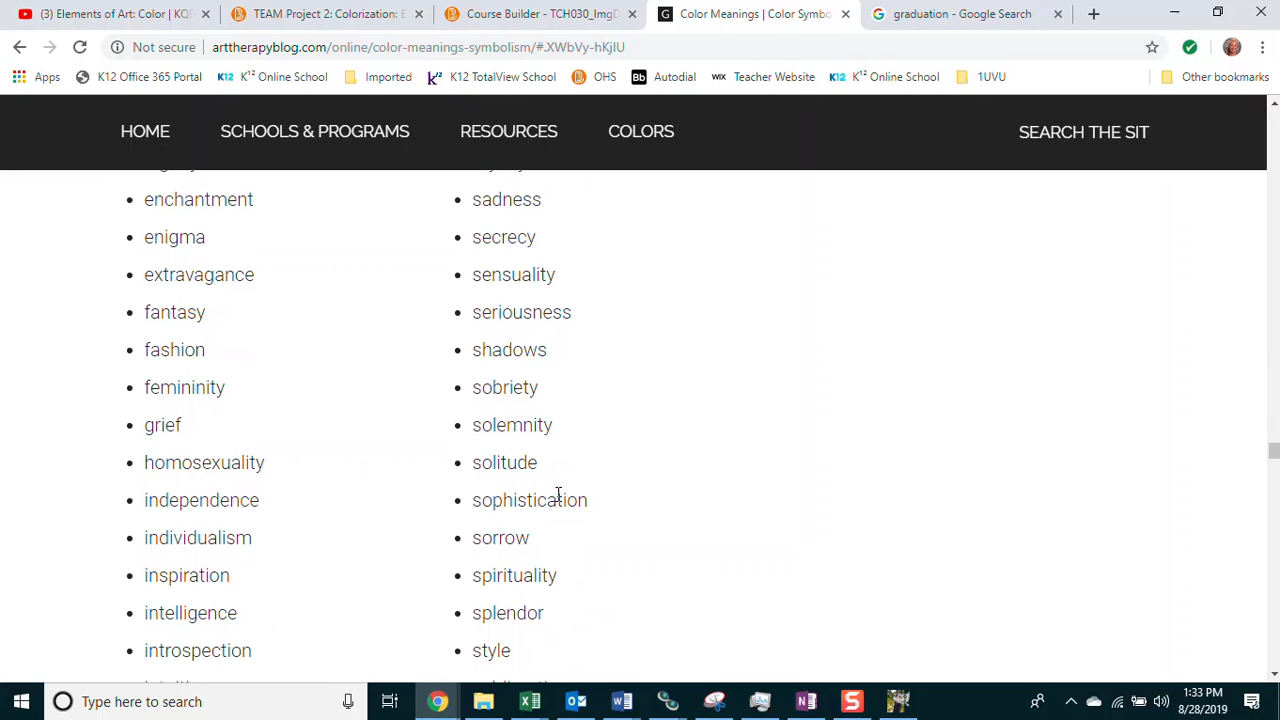 (3) Elements of Art: Color | KQE
TEAM Project 2: Colorization: E
Course Builder - TCH030_ImgD
Color Meanings | Color Symbo
graduation - Google Search
Not secure arttherapyblog.com/online/color-meanings-symbolism/#.XWbVy-hKjIU
Apps K12 Office 365 Portal K12 K¹² Online School Imported K12 TotalView School OHS Bb Autodial WIX Teacher Website K12 K¹² Online School 1UVU Other bookmarks
HOME SCHOOLS & PROGRAMS RESOURCES COLORS SEARCH THE SIT
enchantment
enigma
extravagance
fantasy
fashion
femininity
grief
homosexuality
independence
individualism
inspiration
intelligence
introspection
sadness
secrecy
sensuality
seriousness
shadows
sobriety
solemnity
solitude
sophistication
sorrow
spirituality
splendor
style
Type here to search
1:33 PM
8/28/2019